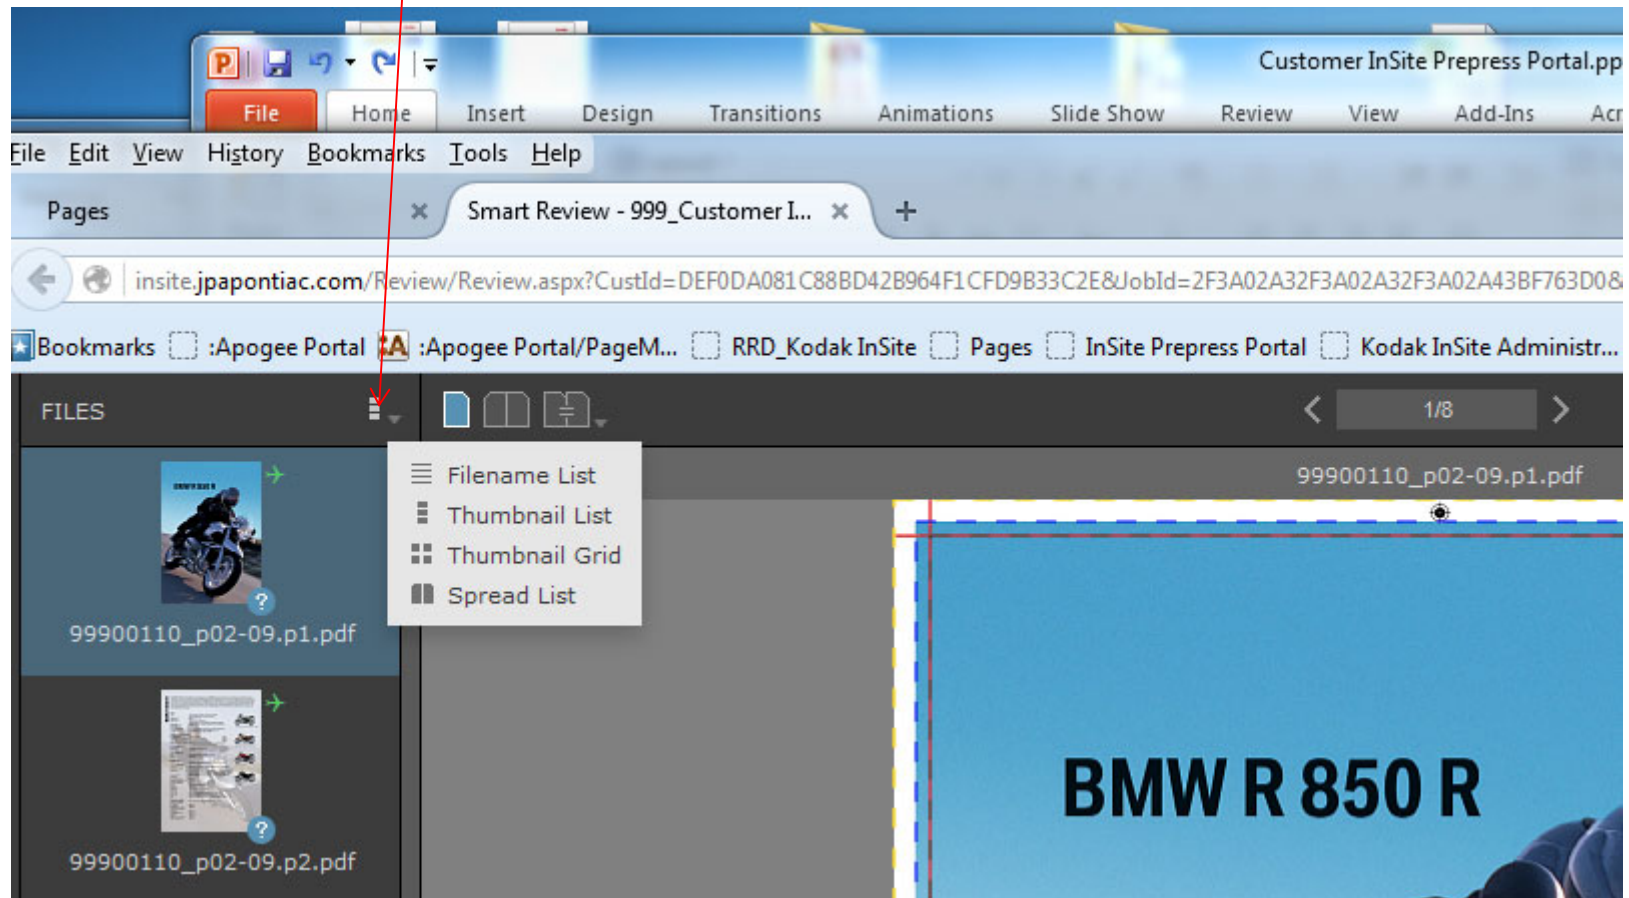 Customer InSite Prepress Portal.pp
File Home Insert Design Transitions Animations Slide Show Review View Add-Ins Acr
File Edit View History Bookmarks Tools Help
Pages × Smart Review - 999_Customer I... × +
insite.jpapontiac.com/Review/Review.aspx?CustId=DEF0DA081C88BD42B964F1CFD9B33C2E&JobId=2F3A02A32F3A02A32F3A02A43BF763D0&
Bookmarks :Apogee Portal :A :Apogee Portal/PageM... RRD_Kodak InSite Pages InSite Prepress Portal Kodak InSite Administr...
FILES 1/8
99900110_p02-09.p1.pdf
Filename List
Thumbnail List
Thumbnail Grid
Spread List
BMW R 850 R
?
99900110_p02-09.p1.pdf
?
99900110_p02-09.p2.pdf
BMW R 850 R